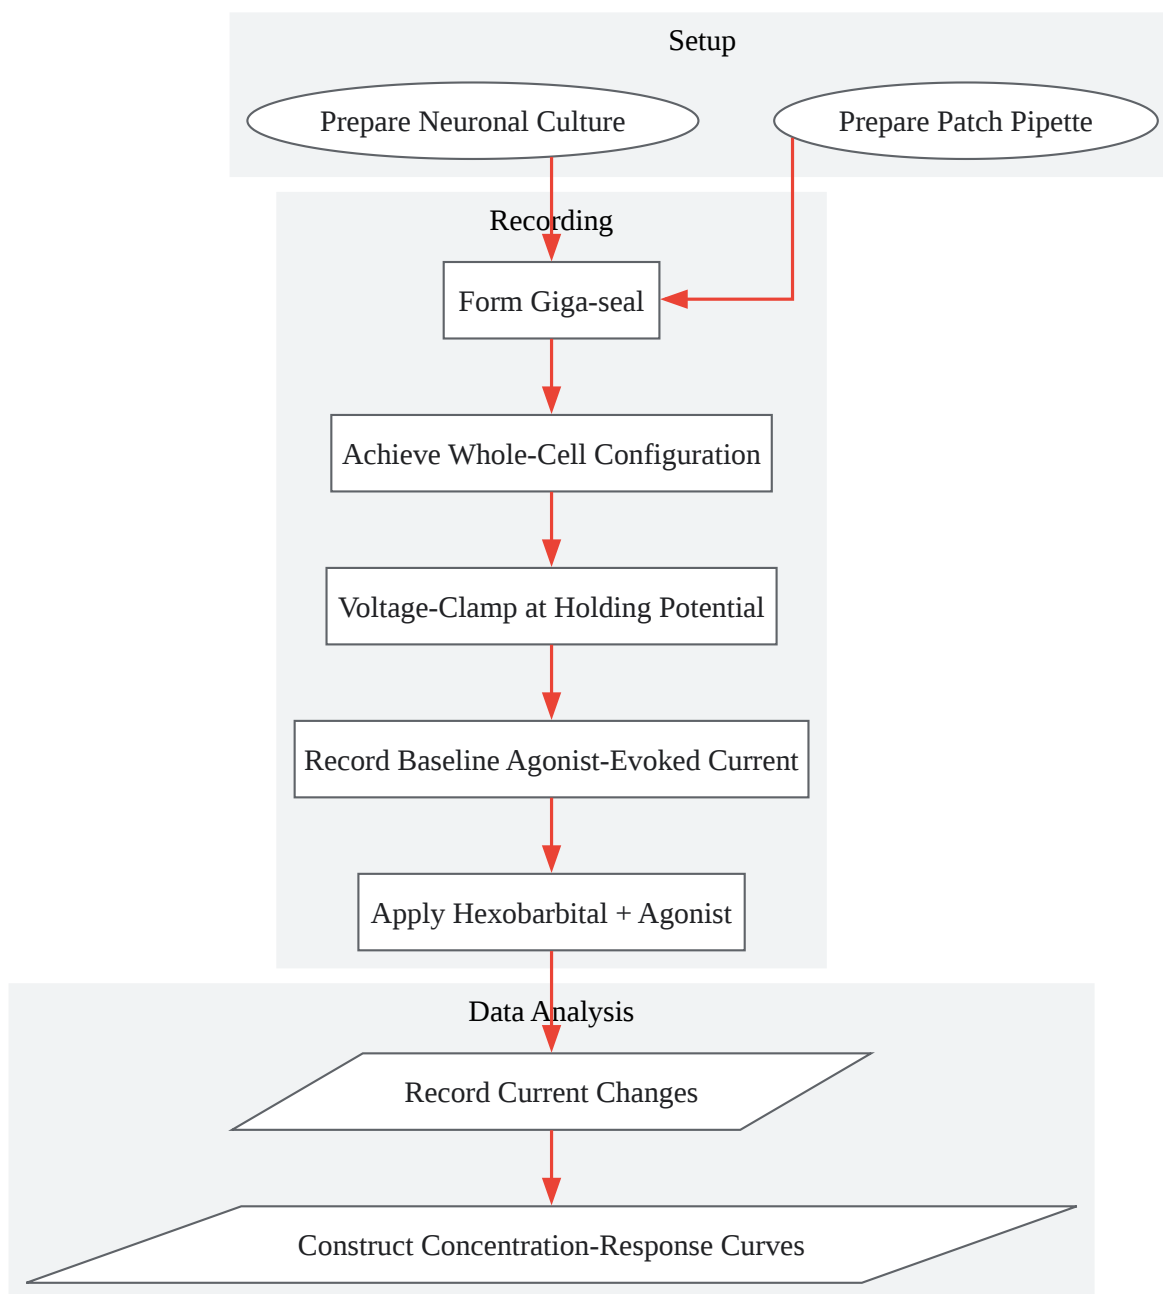 Setup
Prepare Neuronal Culture
Prepare Patch Pipette
Recording
Form Giga-seal
Achieve Whole-Cell Configuration
Voltage-Clamp at Holding Potential
Record Baseline Agonist-Evoked Current
Apply Hexobarbital + Agonist
Data Analysis
Record Current Changes
Construct Concentration-Response Curves